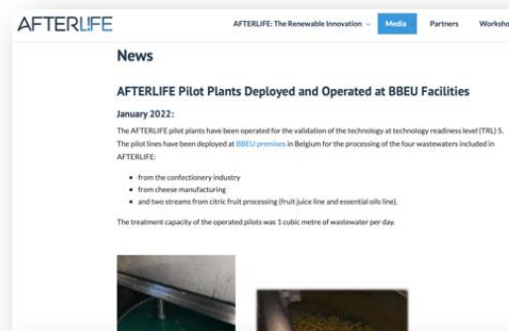 AFTERLIFE
AFTERLIFE: The Renewable Innovation
Media
Partners
Worksho
News
AFTERLIFE Pilot Plants Deployed and Operated at BBEU Facilities
January 2022:
The AFTERLIFE pilot plants have been operated for the validation of the technology at technology readiness level (TRL) 5.
The pilot lines have been deployed at BBEU premises in Belgium for the processing of the four wastewaters included in
AFTERLIFE:
from the confectionery industry
from cheese manufacturing
and two streams from citric fruit processing (fruit juice line and essential oils line).
The treatment capacity of the operated pilots was 1 cubic metre of wastewater per day.